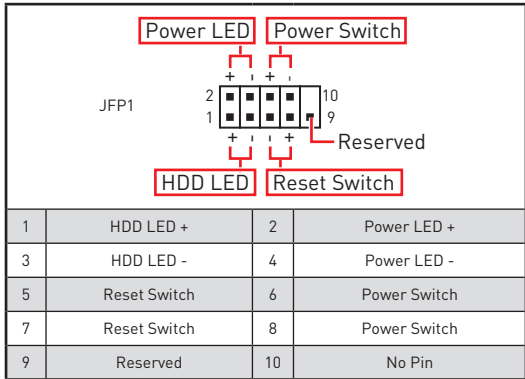 Power LED Power Switch
+ - + -
JFP1
2 10
1 9
+ - - +
Reserved
HDD LED Reset Switch
1 HDD LED + 2 Power LED +
3 HDD LED - 4 Power LED -
5 Reset Switch 6 Power Switch
7 Reset Switch 8 Power Switch
9 Reserved 10 No Pin